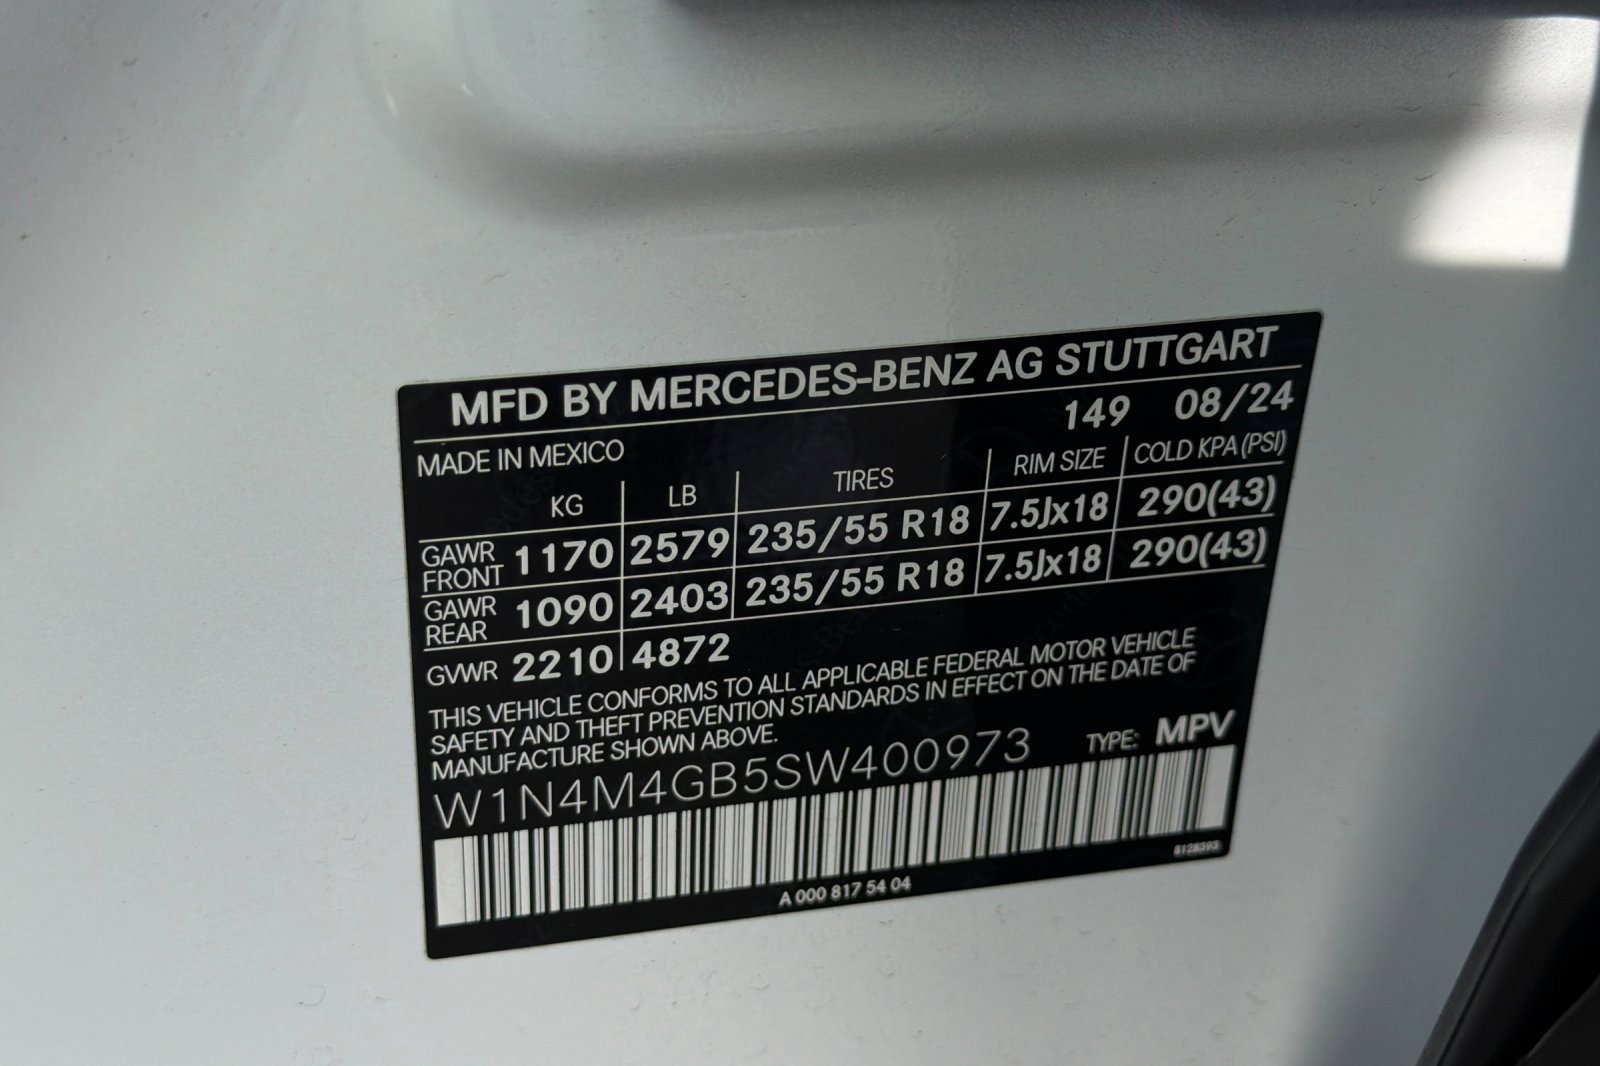 MFD BY MERCEDES-BENZ AG STUTTGART
149 08/24
MADE IN MEXICO
KG LB TIRES RIM SIZE COLD KPA (PSI)
GAWR FRONT 1170 2579 235/55 R18 7.5Jx18 290(43)
GAWR REAR 1090 2403 235/55 R18 7.5Jx18 290(43)
GVWR 2210 4872
THIS VEHICLE CONFORMS TO ALL APPLICABLE FEDERAL MOTOR VEHICLE
SAFETY AND THEFT PREVENTION STANDARDS IN EFFECT ON THE DATE OF
MANUFACTURE SHOWN ABOVE.
W1N4M4GB5SW400973 TYPE: MPV
8128393
A 000 817 54 04